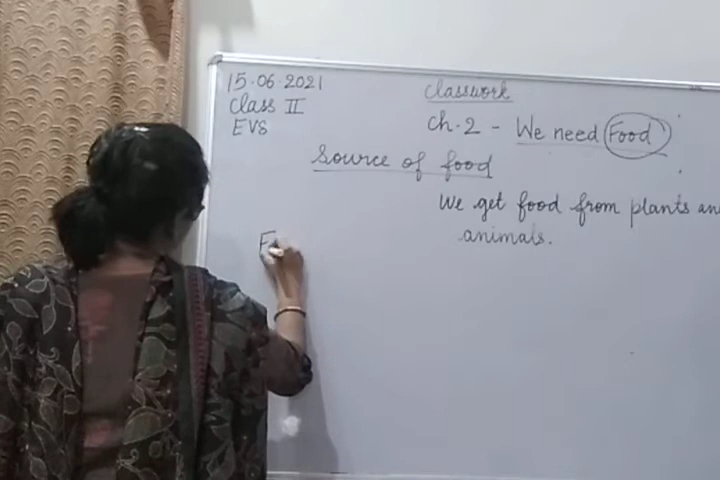 15.06.2021
Classwork
Class II
EVS
Ch.2 - We need Food
Source of food
We get food from plants an
animals.
F